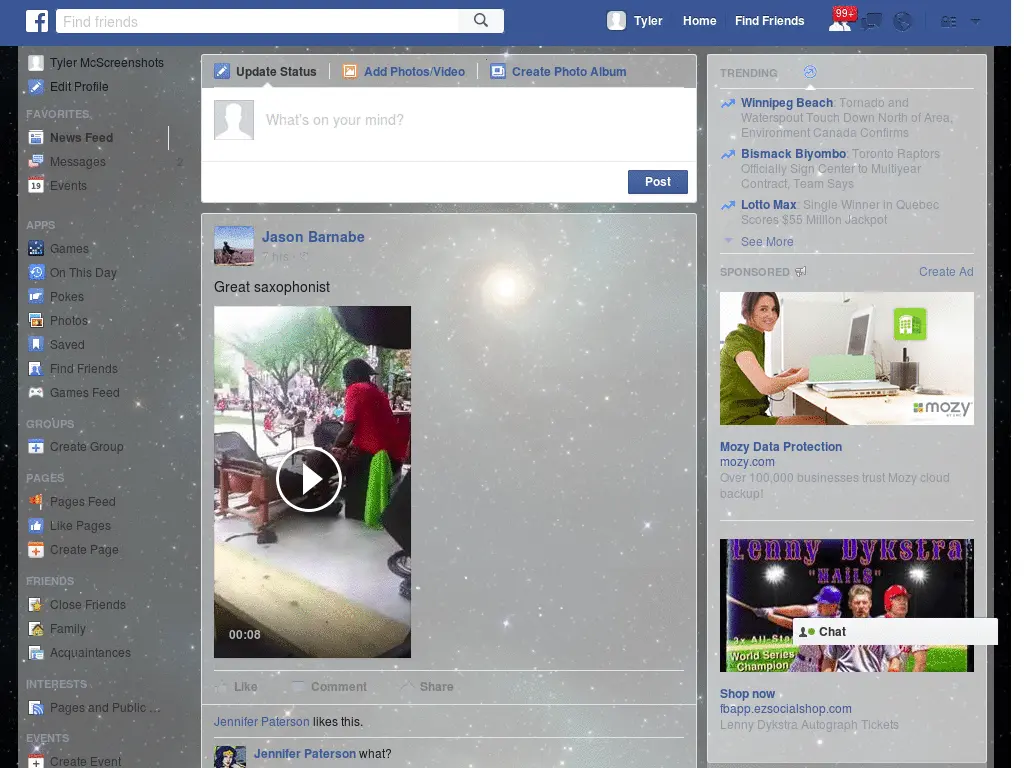 Find friends
Tyler
Home
Find Friends
99+
Tyler McScreenshots
Edit Profile
FAVORITES
News Feed
Messages
2
Events
APPS
Games
On This Day
Pokes
Photos
Saved
Find Friends
Games Feed
GROUPS
Create Group
PAGES
Pages Feed
Like Pages
Create Page
FRIENDS
Close Friends
Family
Acquaintances
INTERESTS
Pages and Public ...
EVENTS
Create Event
Update Status
Add Photos/Video
Create Photo Album
What's on your mind?
Post
Jason Barnabe
hrs
Great saxophonist
00:08
Like
Comment
Share
Jennifer Paterson likes this.
Jennifer Paterson what?
TRENDING
Winnipeg Beach: Tornado and
Waterspout Touch Down North of Area,
Environment Canada Confirms
Bismack Biyombo: Toronto Raptors
Officially Sign Center to Multiyear
Contract, Team Says
Lotto Max: Single Winner in Quebec
Scores $55 Million Jackpot
See More
SPONSORED
Create Ad
mozy
Mozy Data Protection
mozy.com
Over 100,000 businesses trust Mozy cloud
backup!
Lenny Dykstra
"NAILS"
3x All-Sta
World Series
Champion
Chat
Shop now
fbapp.ezsocialshop.com
Lenny Dykstra Autograph Tickets